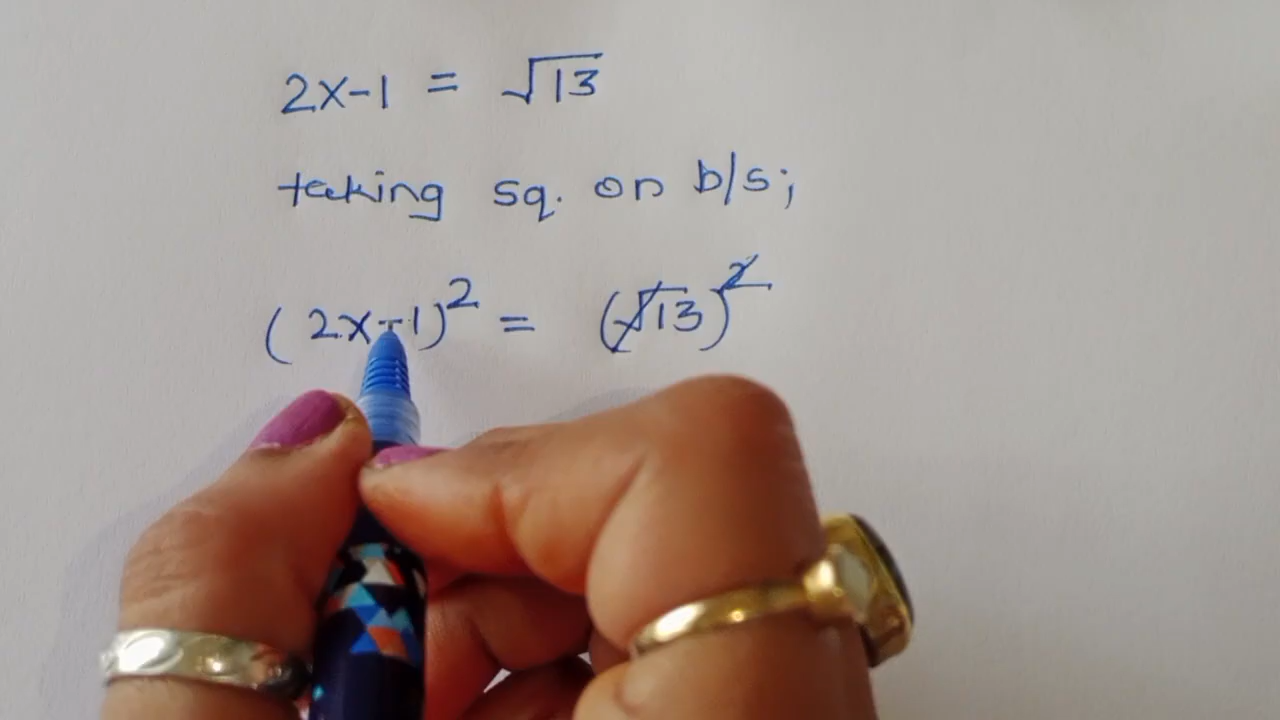 2x-1 = √13
taking sq. on b/s;
(2x-1)² = (√13)²